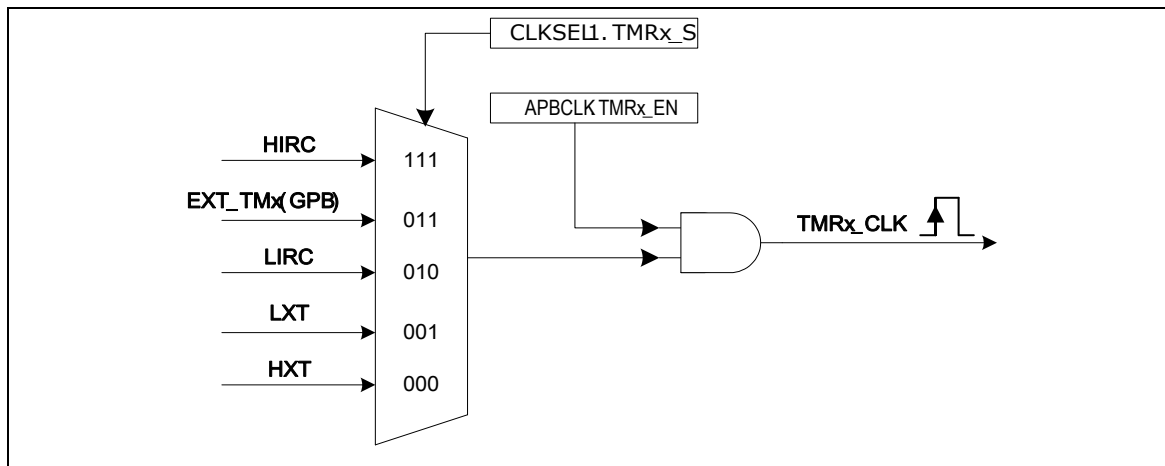 CLKSEL1. TMRx_S
APBCLK.TMRx_EN
HIRC
111
EXT_TMx(GPB)
011
LIRC
010
LXT
001
HXT
000
TMRx_CLK